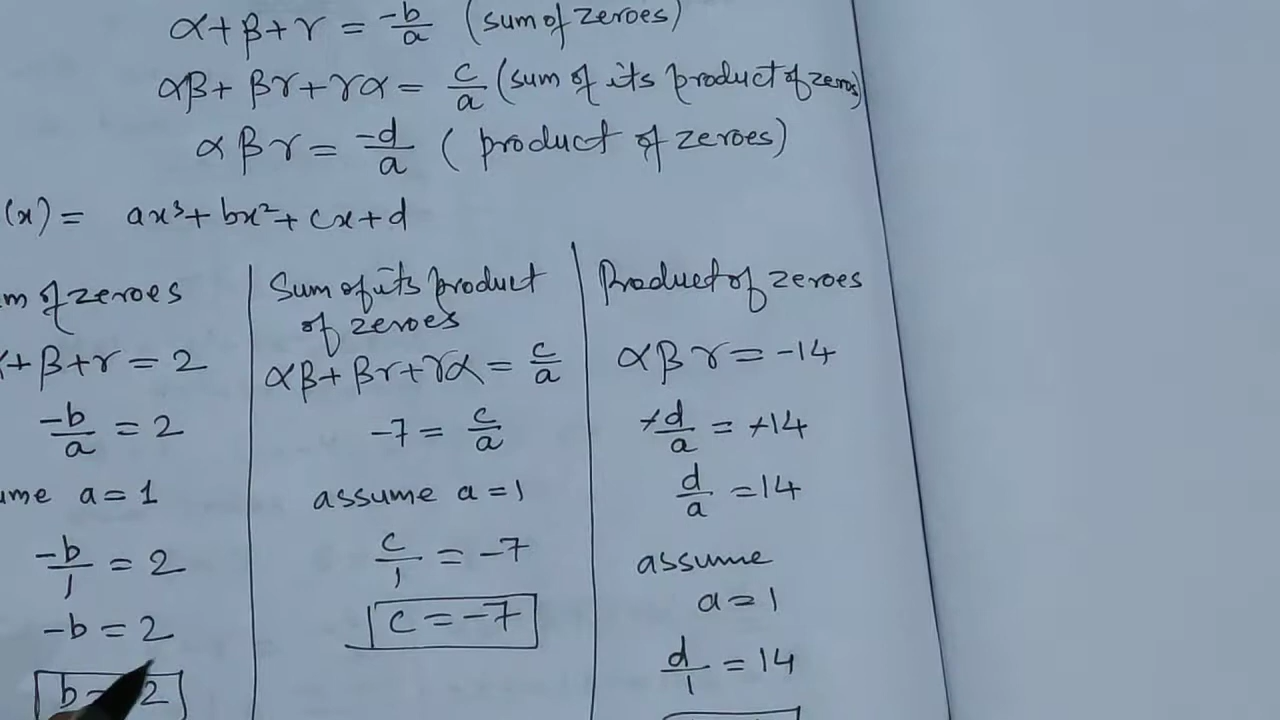 α+β+γ = -b/a (sum of zeroes)
αβ+ βγ+γα = c/a (sum of its product of zeros)
αβγ = -d/a ( product of zeroes)
(x) = ax³+bx²+cx+d
m of zeroes
+β+γ = 2
-b/a = 2
ume a = 1
-b/1 = 2
-b = 2
Sum of its product
of zeroes
αβ+βγ+γα = c/a
-7 = c/a
assume a = 1
c/1 = -7
c = -7
Product of zeroes
αβγ = -14
-d/a = -14
d/a = 14
assume
a = 1
d/1 = 14